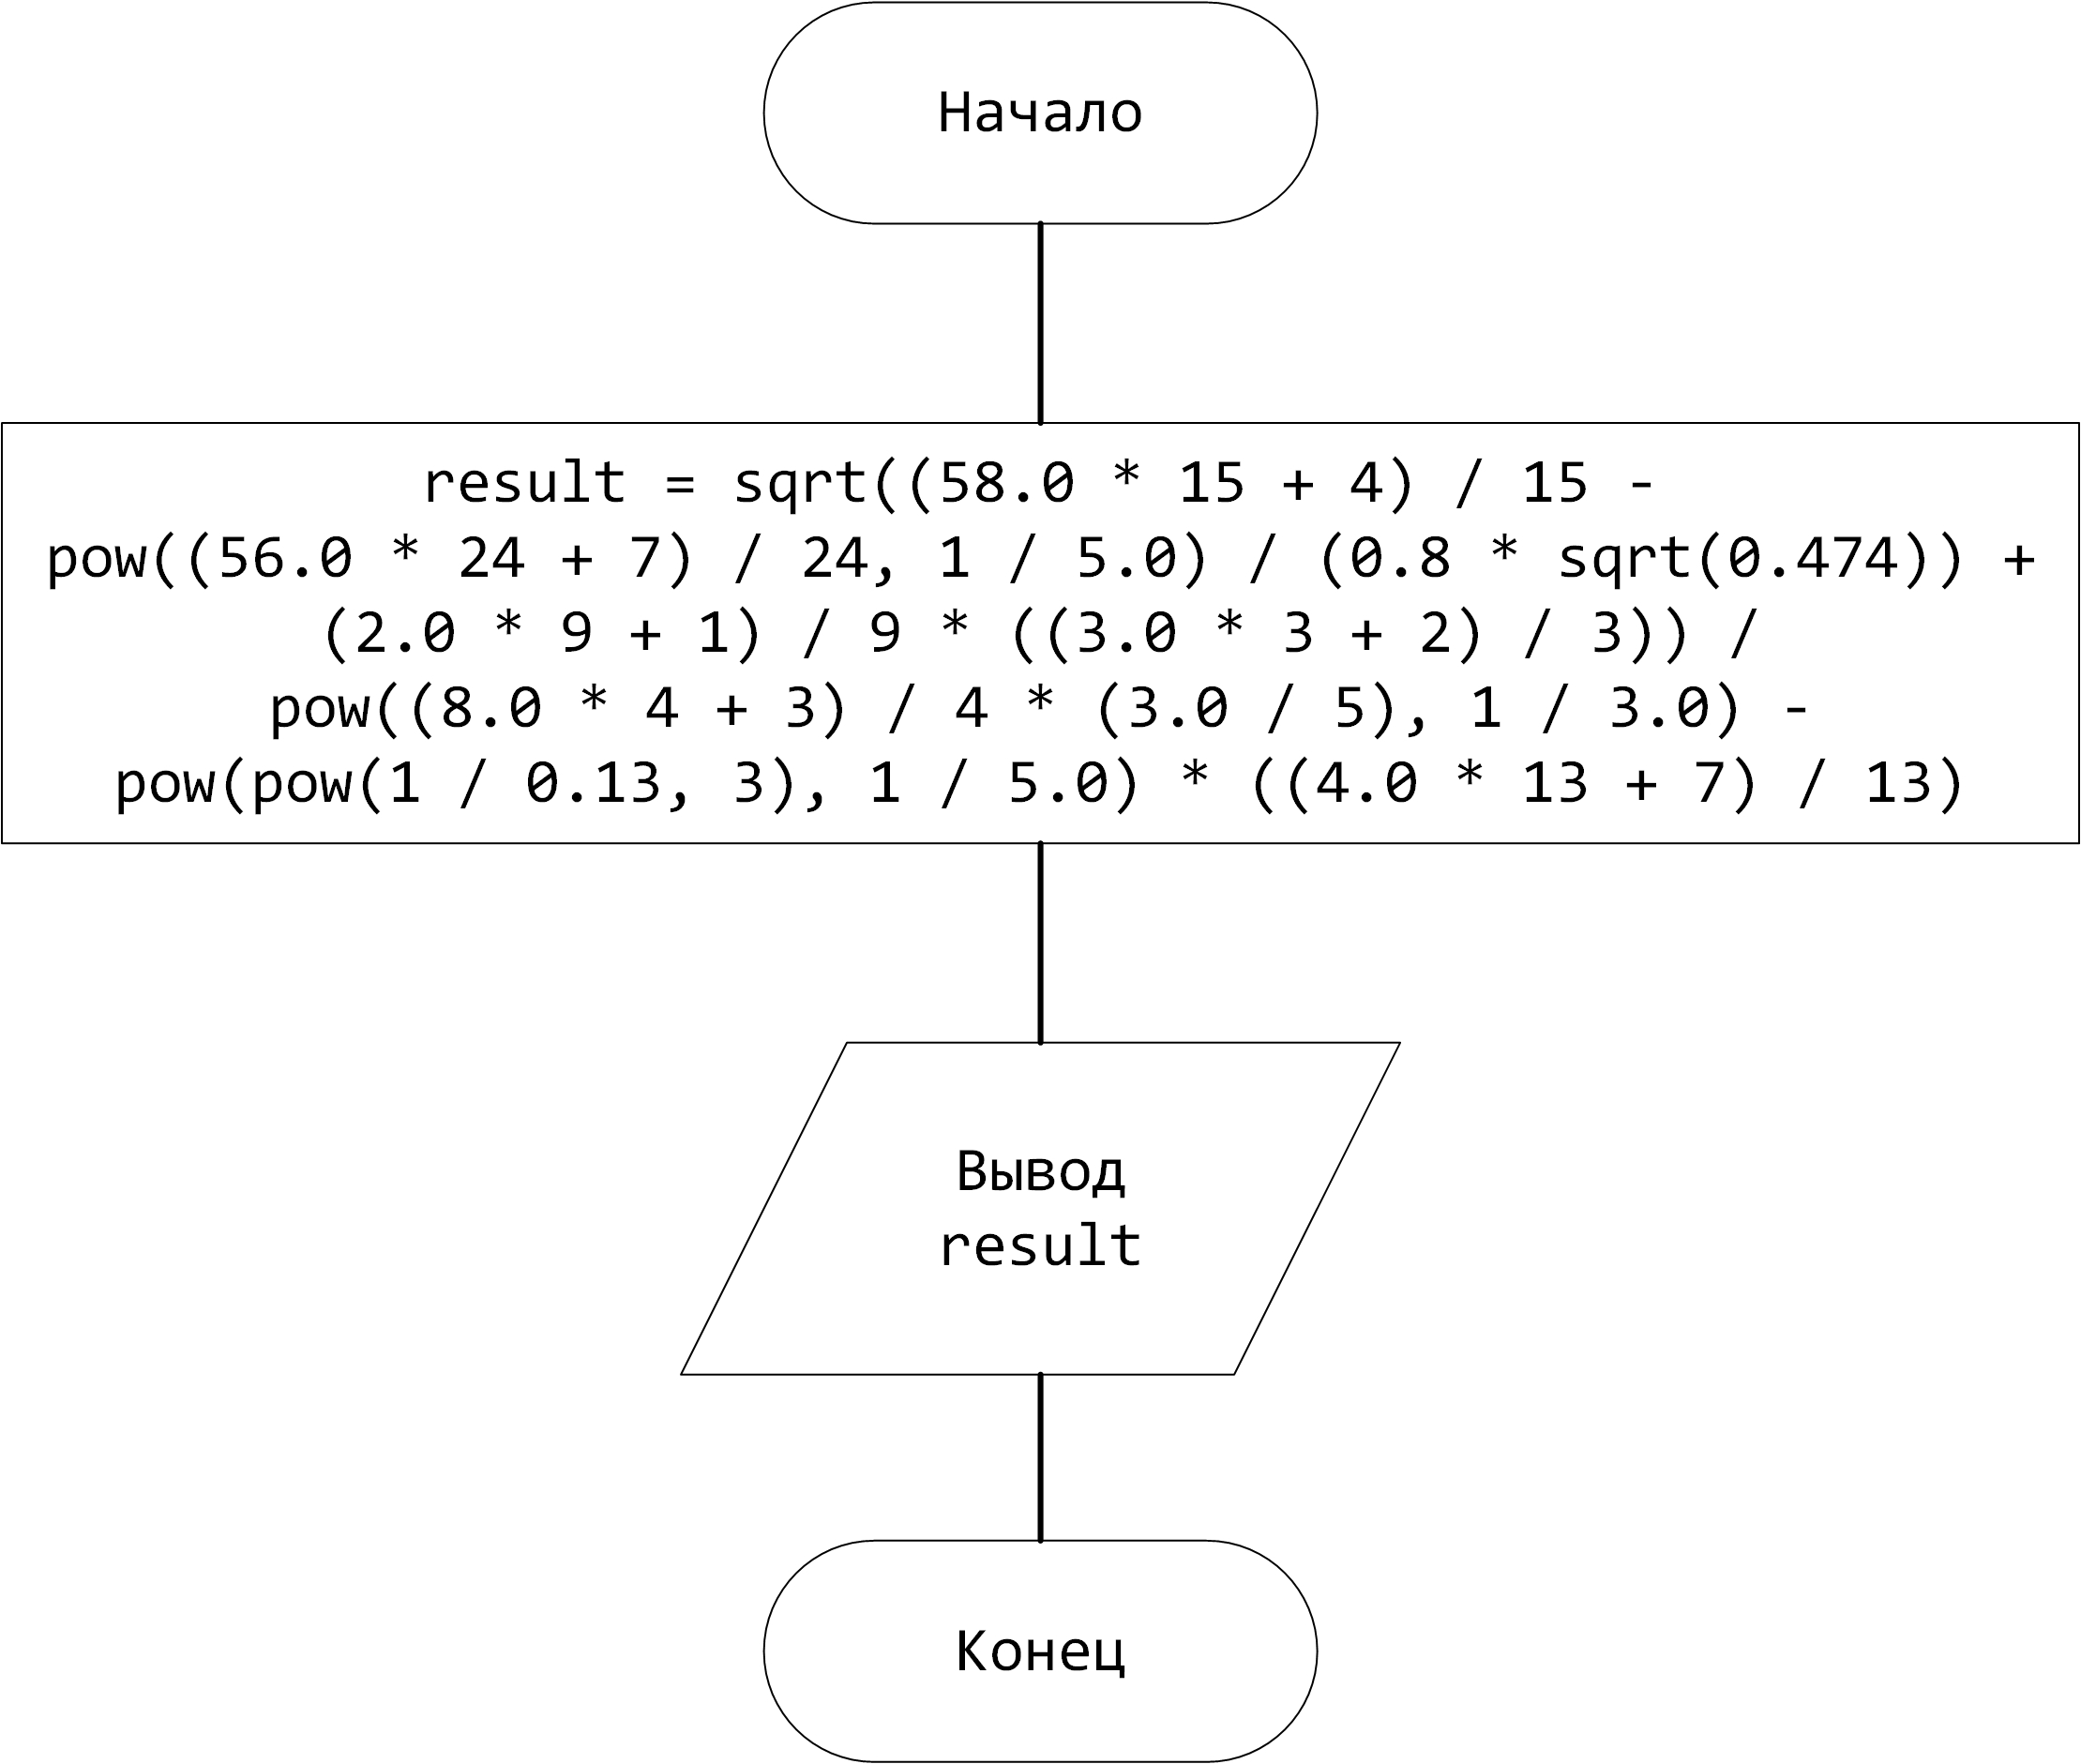 Начало
result = sqrt((58.0 * 15 + 4) / 15 -
pow((56.0 * 24 + 7) / 24, 1 / 5.0) / (0.8 * sqrt(0.474)) +
(2.0 * 9 + 1) / 9 * ((3.0 * 3 + 2) / 3)) /
pow((8.0 * 4 + 3) / 4 * (3.0 / 5), 1 / 3.0) -
pow(pow(1 / 0.13, 3), 1 / 5.0) * ((4.0 * 13 + 7) / 13)
Вывод
result
Конец